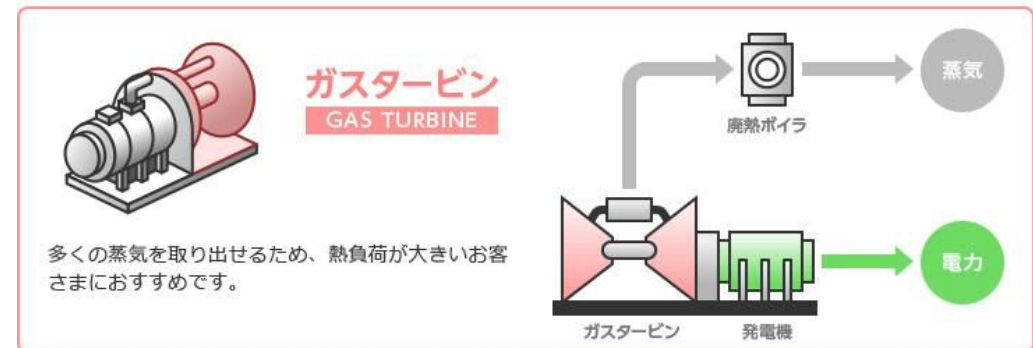 ガスタービン
GAS TURBINE
多くの蒸気を取り出せるため、熱負荷が大きいお客
さまにおすすめです。
廃熱ボイラ
蒸気
電力
ガスタービン
発電機